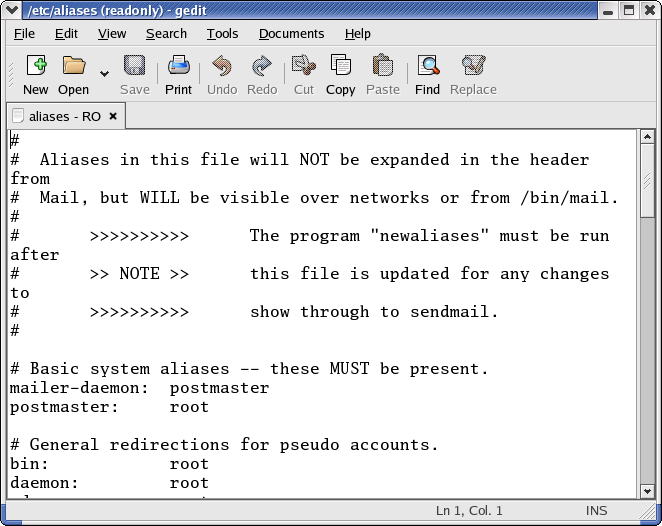 /etc/aliases (readonly) - gedit
File Edit View Search Tools Documents Help
New Open Save Print Undo Redo Cut Copy Paste Find Replace
aliases - RO
#
#  Aliases in this file will NOT be expanded in the header
from
#  Mail, but WILL be visible over networks or from /bin/mail.
#
#       >>>>>>>>>>      The program "newaliases" must be run
after
#       >> NOTE >>      this file is updated for any changes
to
#       >>>>>>>>>>      show through to sendmail.
#
# Basic system aliases -- these MUST be present.
mailer-daemon:  postmaster
postmaster:     root
# General redirections for pseudo accounts.
bin:            root
daemon:         root
Ln 1, Col. 1 INS